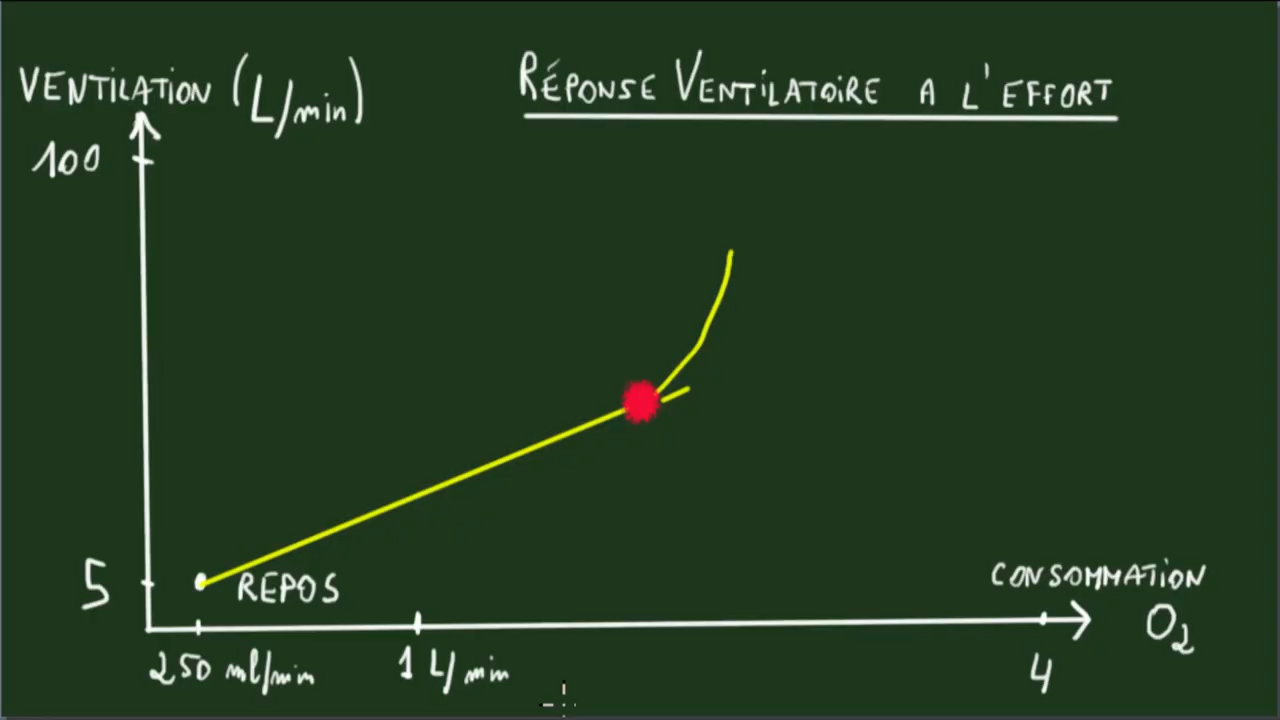 VENTILATION (L/min)
RÉPONSE VENTILATOIRE A L'EFFORT
100
5
REPOS
CONSOMMATION
O2
250 ml/min
1 L/min
4